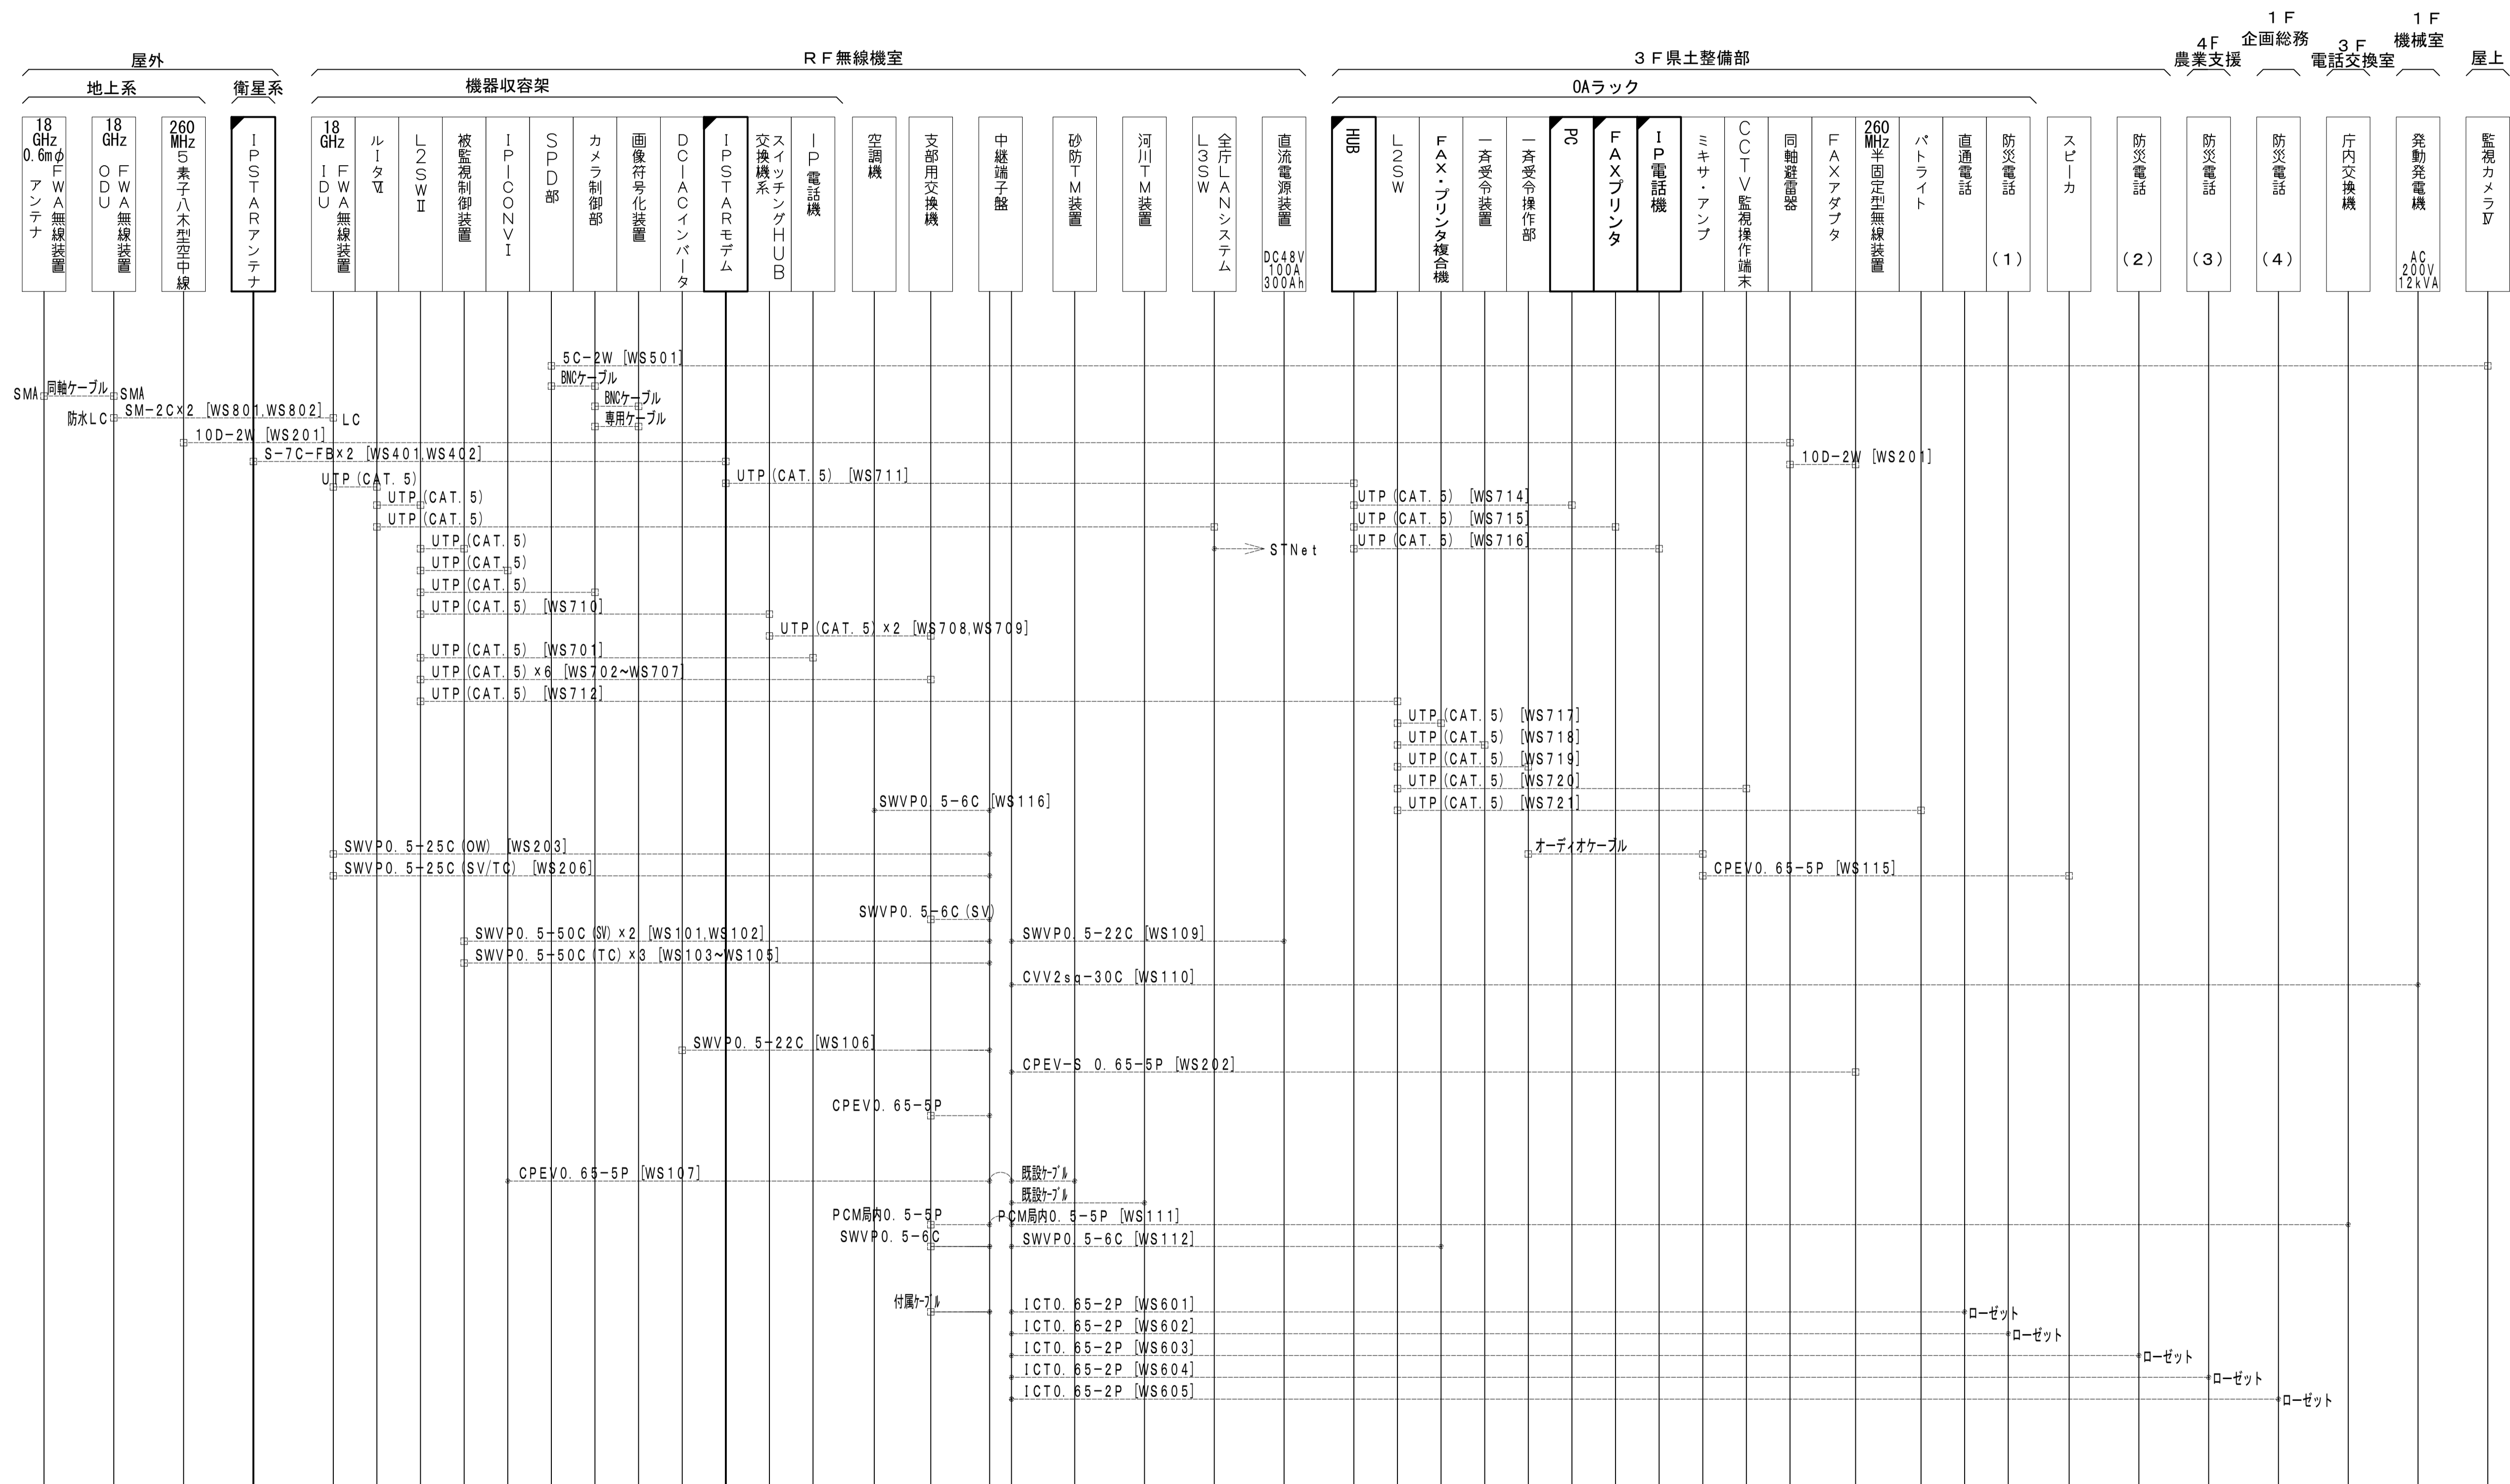 屋外
ＲＦ無線機室
３Ｆ県土整備部
４Ｆ
農業支援
１Ｆ
企画総務
３Ｆ
電話交換室
１Ｆ
機械室
屋上
地上系
衛星系
機器収容架
OAラック
18
GHz
0.6mφ
FWA無線装置
アンテナ
18
GHz
FWA無線装置
ODU
260
MHz
5素子八木型空中線
IPSTARアンテナ
18
GHz
FWA無線装置
IDU
ルータⅥ
L2SWⅡ
被監視制御装置
IP-CONVI
SPD部
カメラ制御部
画像符号化装置
DC-ACインバータ
IPSTARモデム
スイッチングHUB
交換機系
IP電話機
空調機
支部用交換機
中継端子盤
砂防TM装置
河川TM装置
全庁LANシステム
L3SW
直流電源装置
DC48V
100A
300Ah
HUB
L2SW
FAX・プリンタ複合機
一斉受令装置
一斉受令操作部
PC
FAXプリンタ
IP電話機
ミキサ・アンプ
CCTV監視操作端末
同軸避雷器
FAXアダプタ
260
MHz
半固定型無線装置
パトライト
直通電話
防災電話
(1)
スピーカ
防災電話
(2)
防災電話
(3)
防災電話
(4)
庁内交換機
発動発電機
AC
200V
12kVA
監視カメラⅣ
5C-2W [WS501]
BNCケーブル
SMA 同軸ケーブル SMA
BNCケーブル
防水LC SM-2C×2 [WS801,WS802] LC
専用ケーブル
10D-2W [WS201]
S-7C-FB×2 [WS401,WS402]
10D-2W [WS201]
UTP(CAT.5)
UTP(CAT.5) [WS711]
UTP(CAT.5)
UTP(CAT.5) [WS714]
UTP(CAT.5)
UTP(CAT.5) [WS715]
UTP(CAT.5)
STNet
UTP(CAT.5) [WS716]
UTP(CAT.5)
UTP(CAT.5)
UTP(CAT.5) [WS710]
UTP(CAT.5)×2 [WS708,WS709]
UTP(CAT.5) [WS701]
UTP(CAT.5)×6 [WS702~WS707]
UTP(CAT.5) [WS712]
UTP(CAT.5) [WS717]
UTP(CAT.5) [WS718]
UTP(CAT.5) [WS719]
UTP(CAT.5) [WS720]
SWVP0.5-6C [WS116]
UTP(CAT.5) [WS721]
SWVP0.5-25C(OW) [WS203]
オーディオケーブル
SWVP0.5-25C(SV/TC) [WS206]
CPEV0.65-5P [WS115]
SWVP0.5-6C(SV)
SWVP0.5-50C(SV)×2 [WS101,WS102]
SWVP0.5-22C [WS109]
SWVP0.5-50C(TC)×3 [WS103~WS105]
CVV2sq-30C [WS110]
SWVP0.5-22C [WS106]
CPEV-S 0.65-5P [WS202]
CPEV0.65-5P
CPEV0.65-5P [WS107]
既設ｹｰﾌﾞﾙ
既設ｹｰﾌﾞﾙ
PCM局内0.5-5P
PCM局内0.5-5P [WS111]
SWVP0.5-6C
SWVP0.5-6C [WS112]
付属ｹｰﾌﾞﾙ
ICT0.65-2P [WS601]
ローゼット
ICT0.65-2P [WS602]
ローゼット
ICT0.65-2P [WS603]
ローゼット
ICT0.65-2P [WS604]
ローゼット
ICT0.65-2P [WS605]
ローゼット